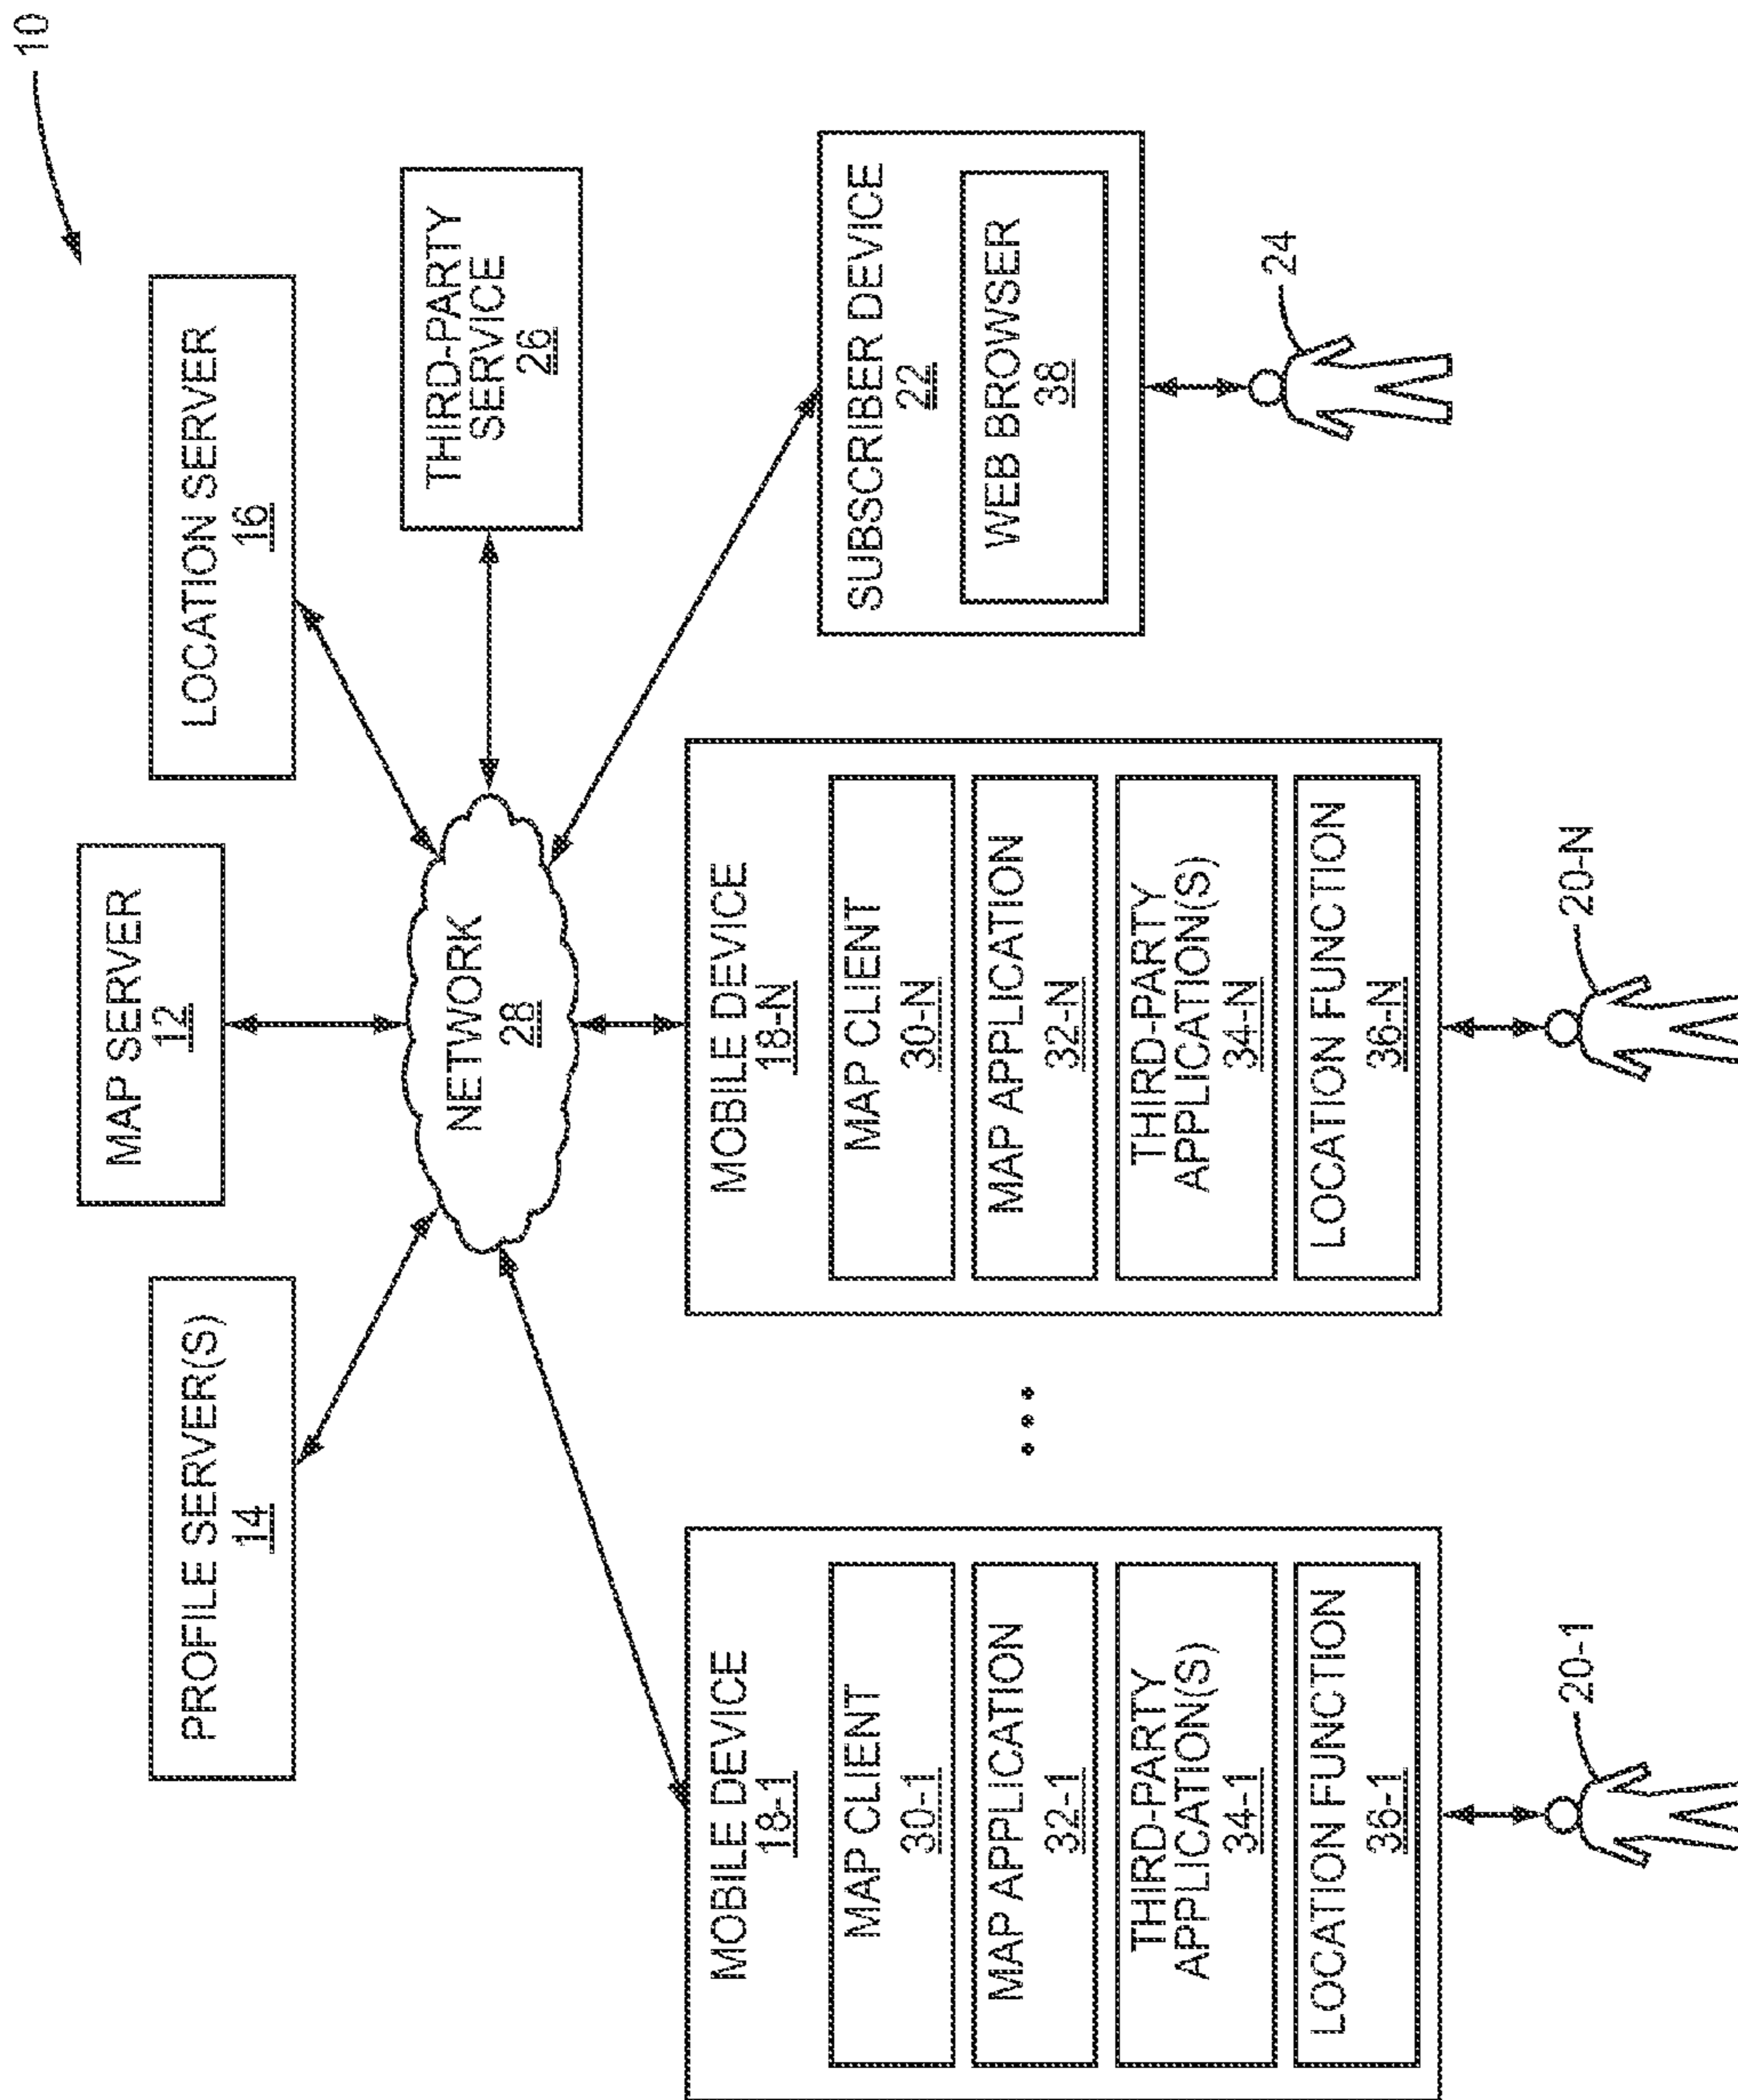 10
MAP SERVER
12
PROFILE SERVER(S)
14
LOCATION SERVER
16
NETWORK
28
THIRD-PARTY
SERVICE
26
MOBILE DEVICE
18-1
MAP CLIENT
30-1
MAP APPLICATION
32-1
THIRD-PARTY
APPLICATION(S)
34-1
LOCATION FUNCTION
36-1
20-1
...
MOBILE DEVICE
18-N
MAP CLIENT
30-N
MAP APPLICATION
32-N
THIRD-PARTY
APPLICATION(S)
34-N
LOCATION FUNCTION
36-N
20-N
SUBSCRIBER DEVICE
22
WEB BROWSER
38
24